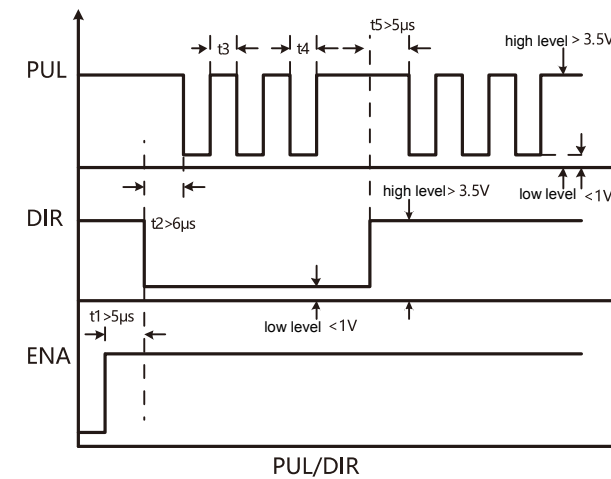 t5>5μs
high level > 3.5V
t3
t4
PUL
high level> 3.5V
low level <1V
DIR
t2>6μs
t1>5μs
low level <1V
ENA
PUL/DIR